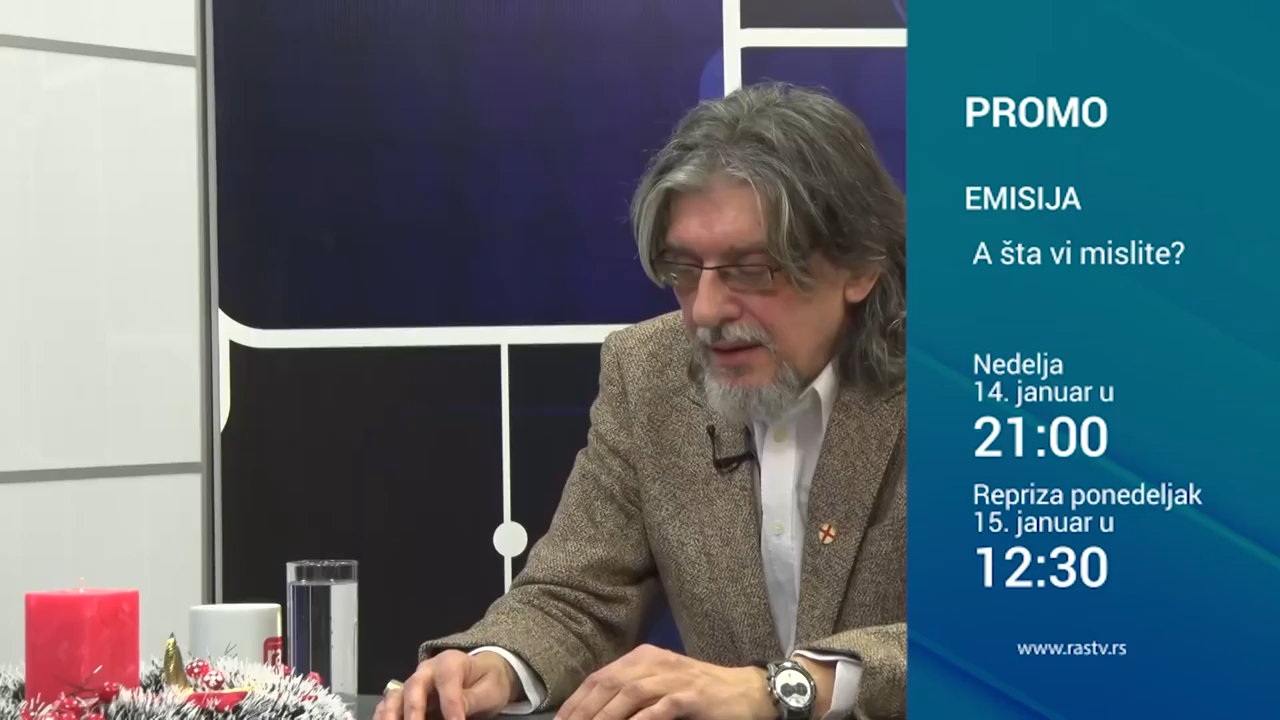 PROMO
EMISIJA
A šta vi mislite?
Nedelja
14. januar u
21:00
Repriza ponedeljak
15. januar u
12:30
www.rastv.rs